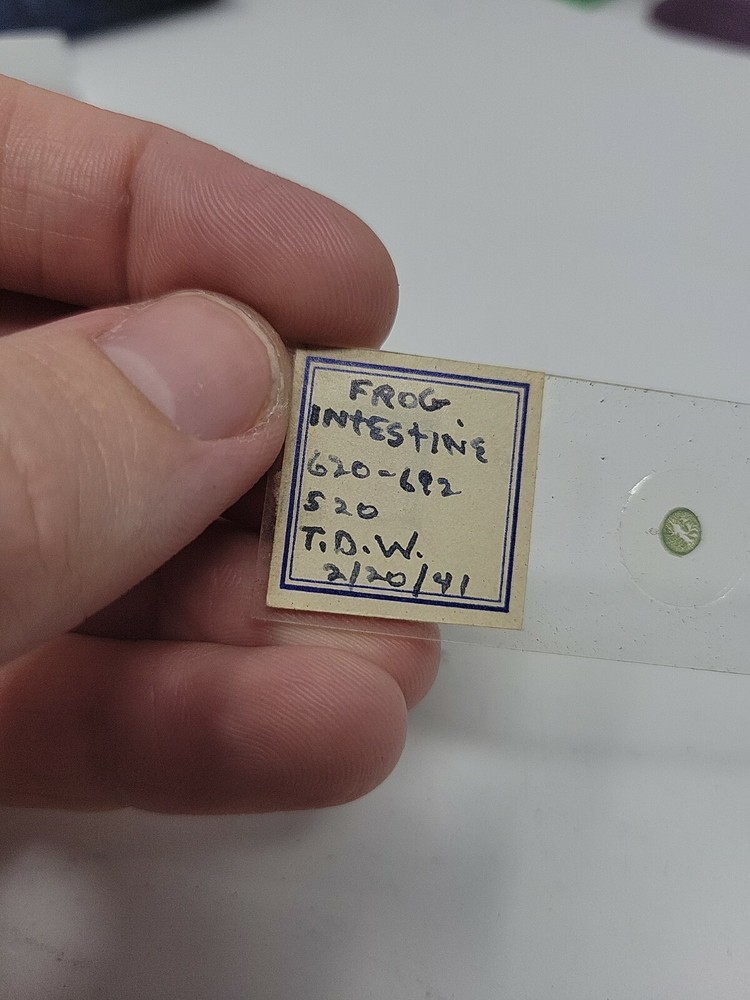 FROG
INTESTINE
620-692
520
T.D.W.
2/20/41